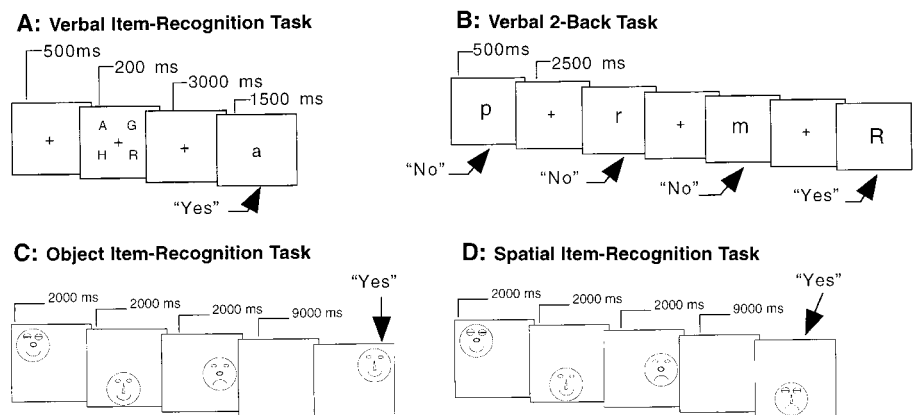 A: Verbal Item-Recognition Task
500ms
200 ms
3000 ms
1500 ms
+
A G
+
H R
+
a
"Yes"
B: Verbal 2-Back Task
500ms
2500 ms
p
+
r
+
m
+
R
"No"
"No"
"No"
"Yes"
C: Object Item-Recognition Task
"Yes"
2000 ms
2000 ms
2000 ms
9000 ms
D: Spatial Item-Recognition Task
"Yes"
2000 ms
2000 ms
2000 ms
9000 ms